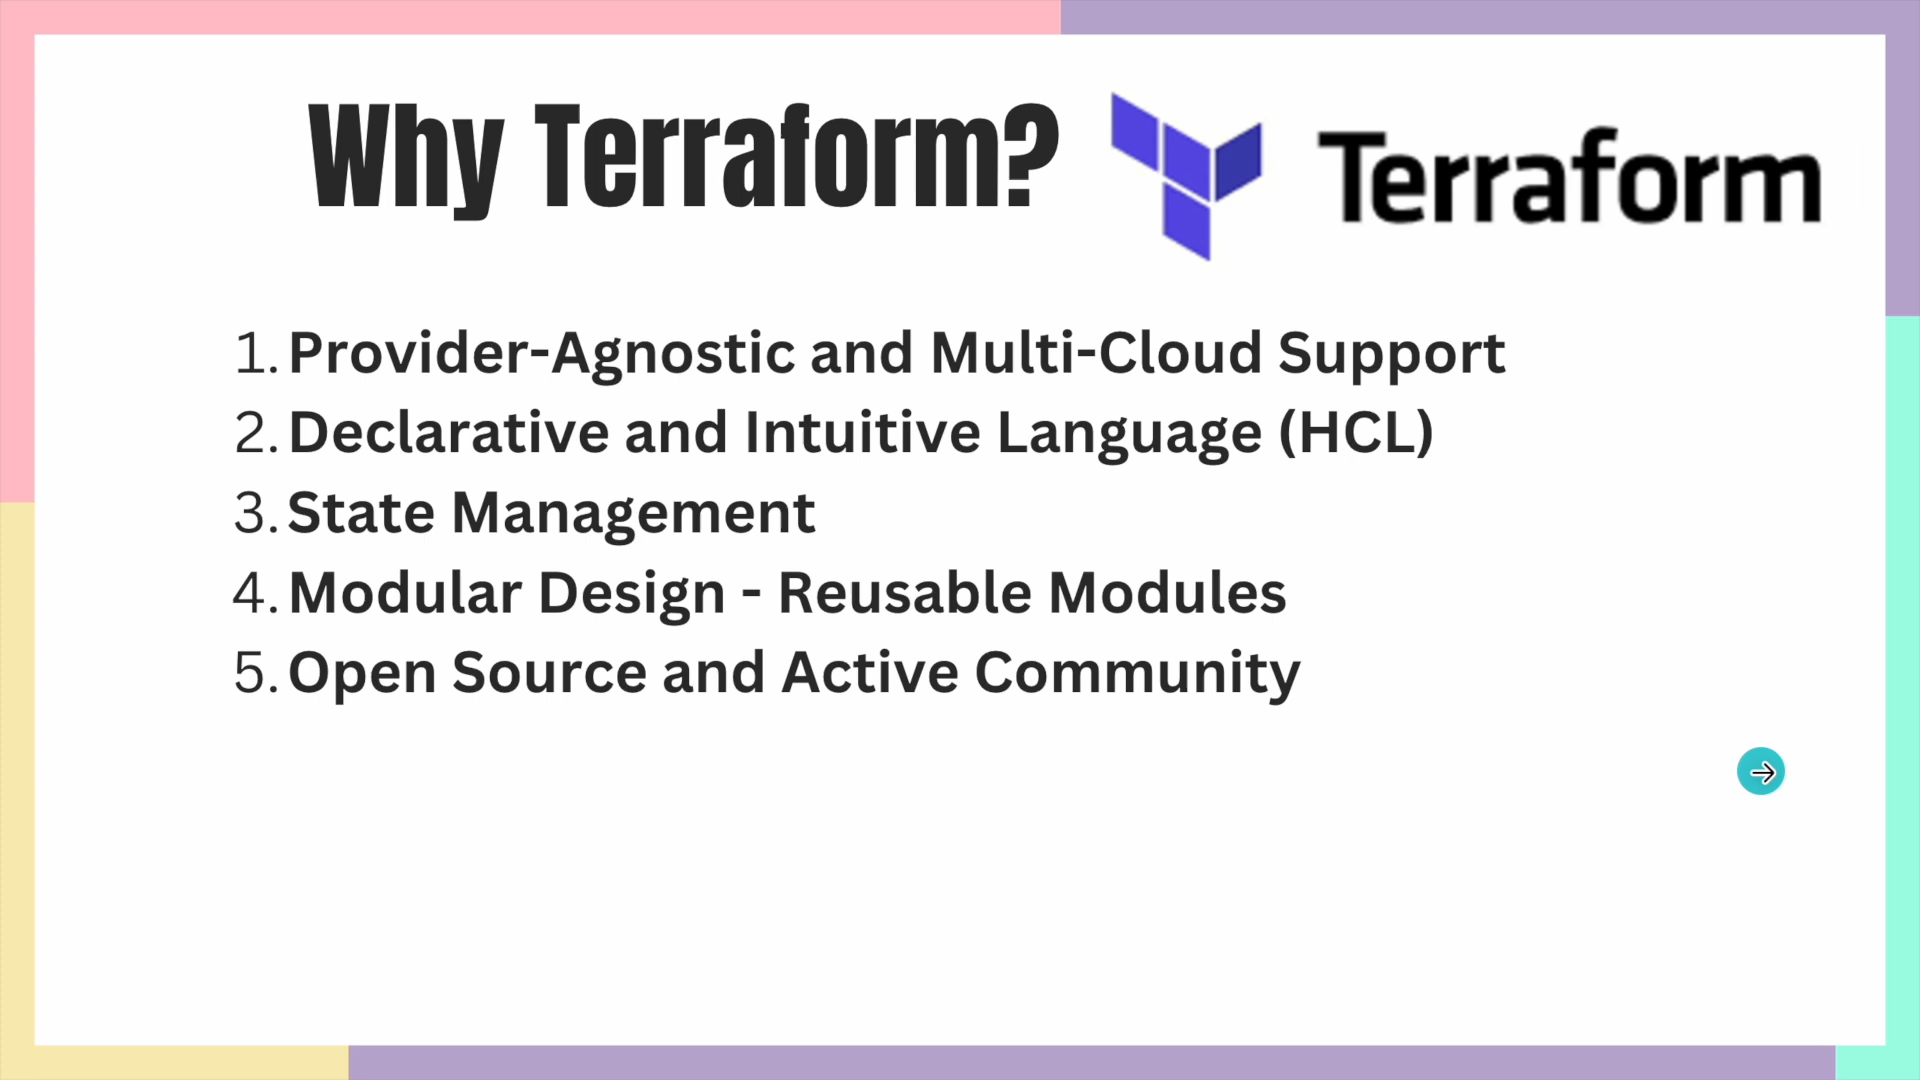 Why Terraform?
Terraform
1. Provider-Agnostic and Multi-Cloud Support
2. Declarative and Intuitive Language (HCL)
3. State Management
4. Modular Design - Reusable Modules
5. Open Source and Active Community